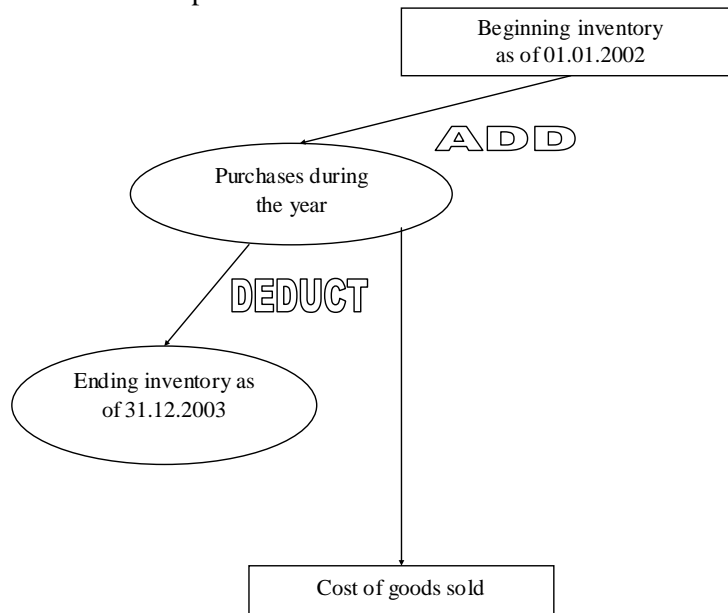 Beginning inventory
as of 01.01.2002
ADD
Purchases during
the year
DEDUCT
Ending inventory as
of 31.12.2003
Cost of goods sold